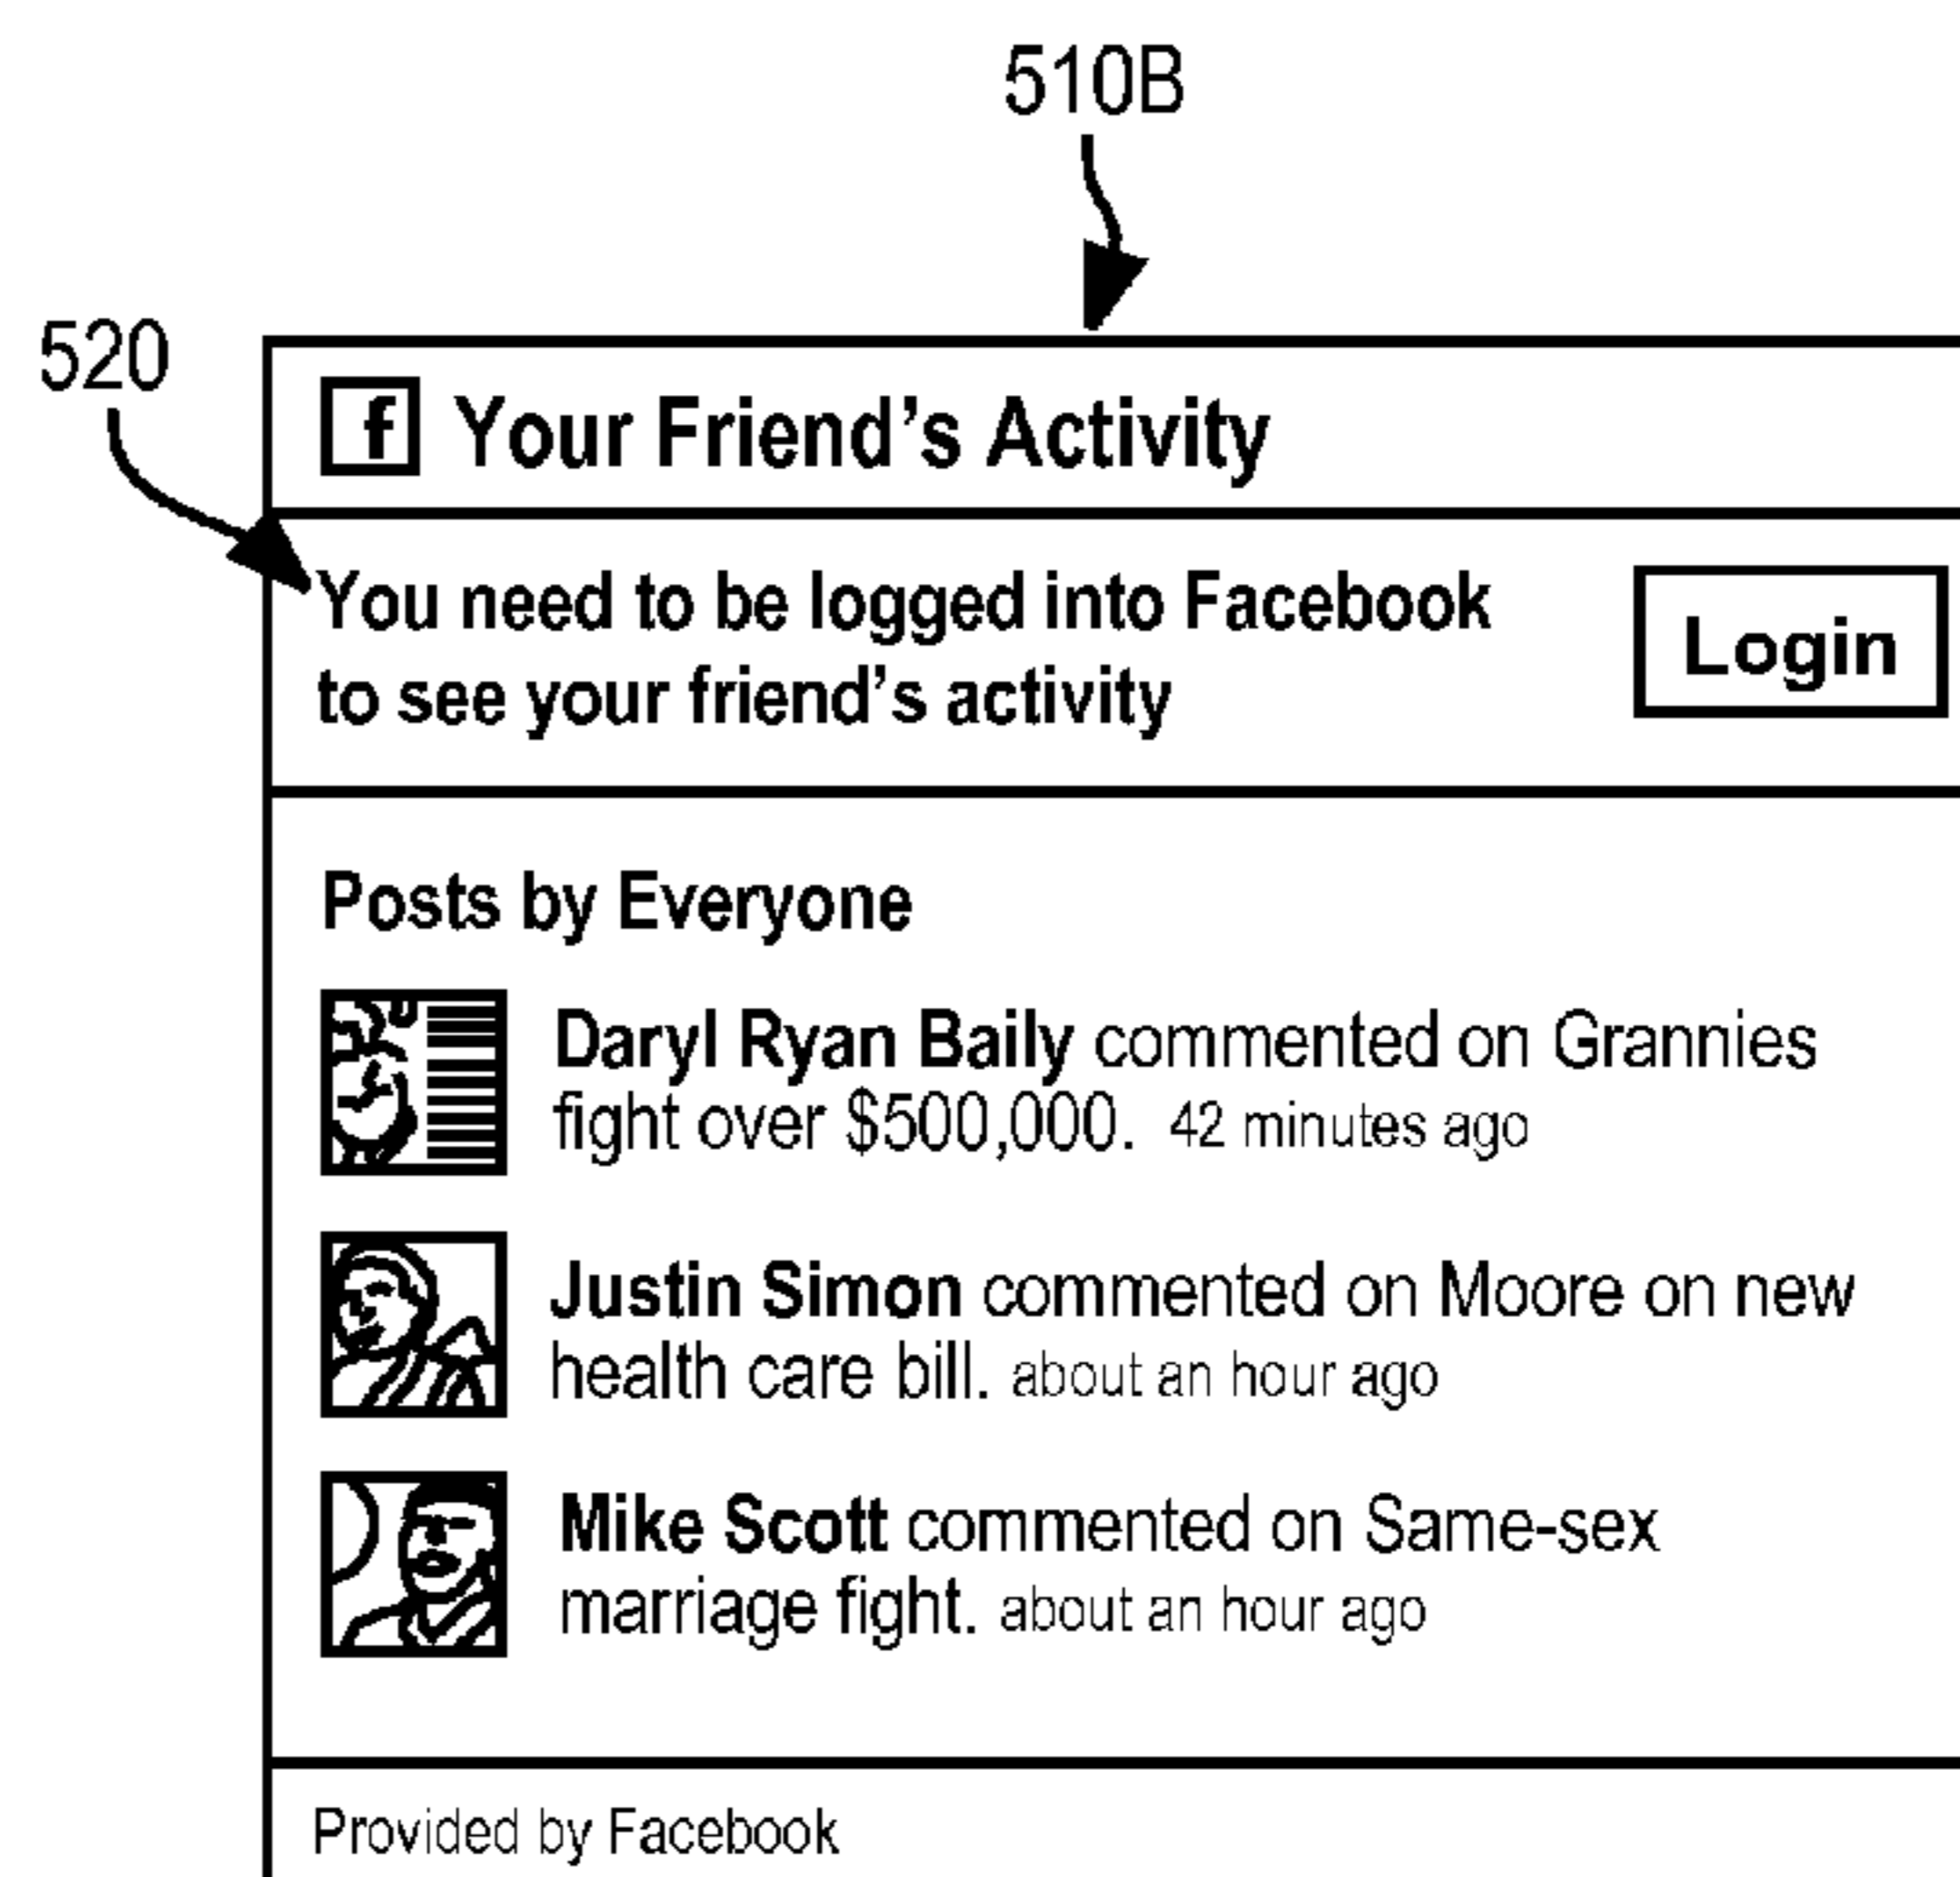 510B
520
f Your Friend's Activity
You need to be logged into Facebook
to see your friend's activity
Login
Posts by Everyone
Daryl Ryan Baily commented on Grannies
fight over $500,000. 42 minutes ago
Justin Simon commented on Moore on new
health care bill. about an hour ago
Mike Scott commented on Same-sex
marriage fight. about an hour ago
Provided by Facebook